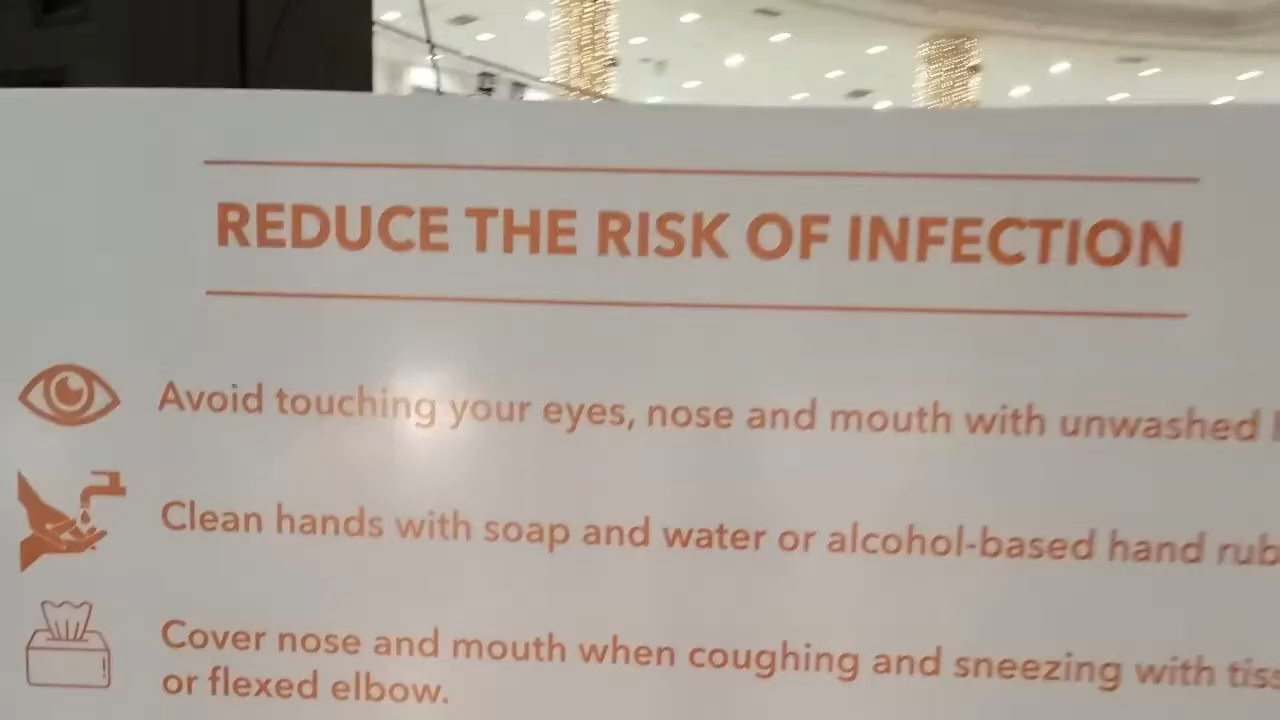 REDUCE THE RISK OF INFECTION
Avoid touching your eyes, nose and mouth with unwashed
Clean hands with soap and water or alcohol-based hand rub
Cover nose and mouth when coughing and sneezing with
or flexed elbow.